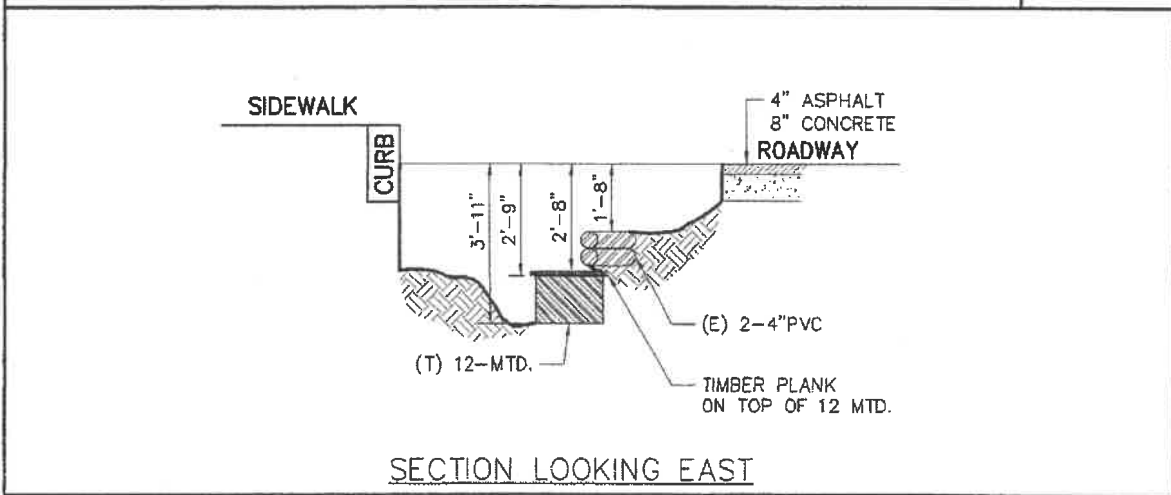 SIDEWALK
CURB
4" ASPHALT
8" CONCRETE
ROADWAY
3'-11"
2'-9"
2'-8"
1'-8"
(E) 2-4"PVC
(T) 12-MTD.
TIMBER PLANK
ON TOP OF 12 MTD.
SECTION LOOKING EAST